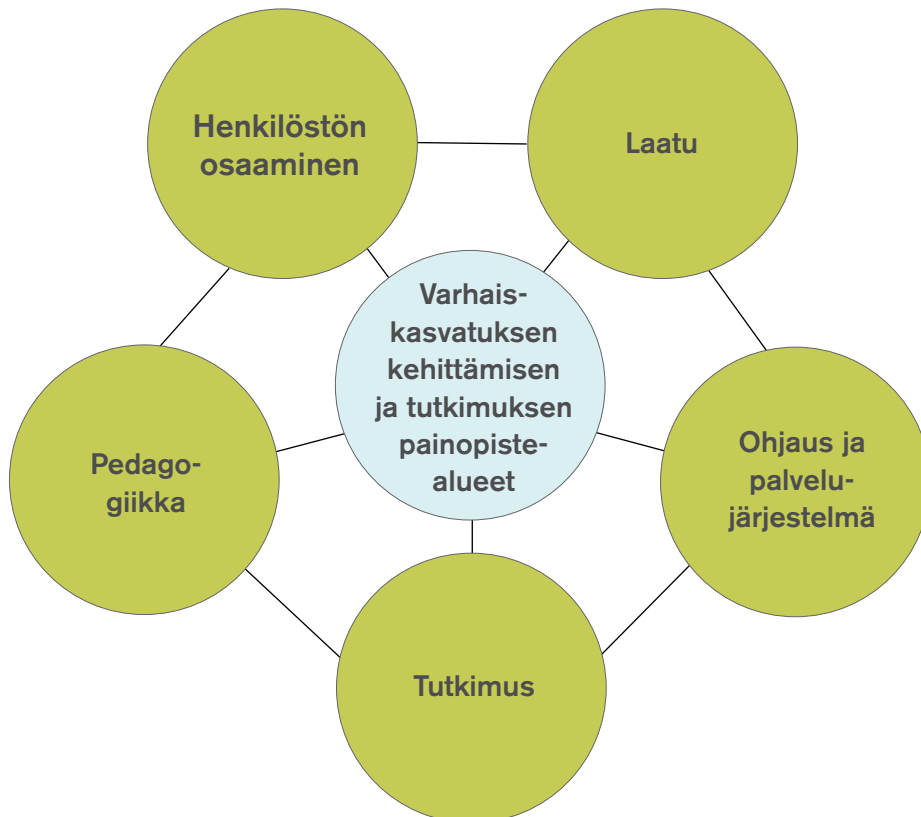 Henkilöstön
osaaminen
Laatu
Varhais-
kasvatuksen
kehittämisen
ja tutkimuksen
painopiste-
alueet
Pedago-
giikka
Ohjaus ja
palvelu-
järjestelmä
Tutkimus